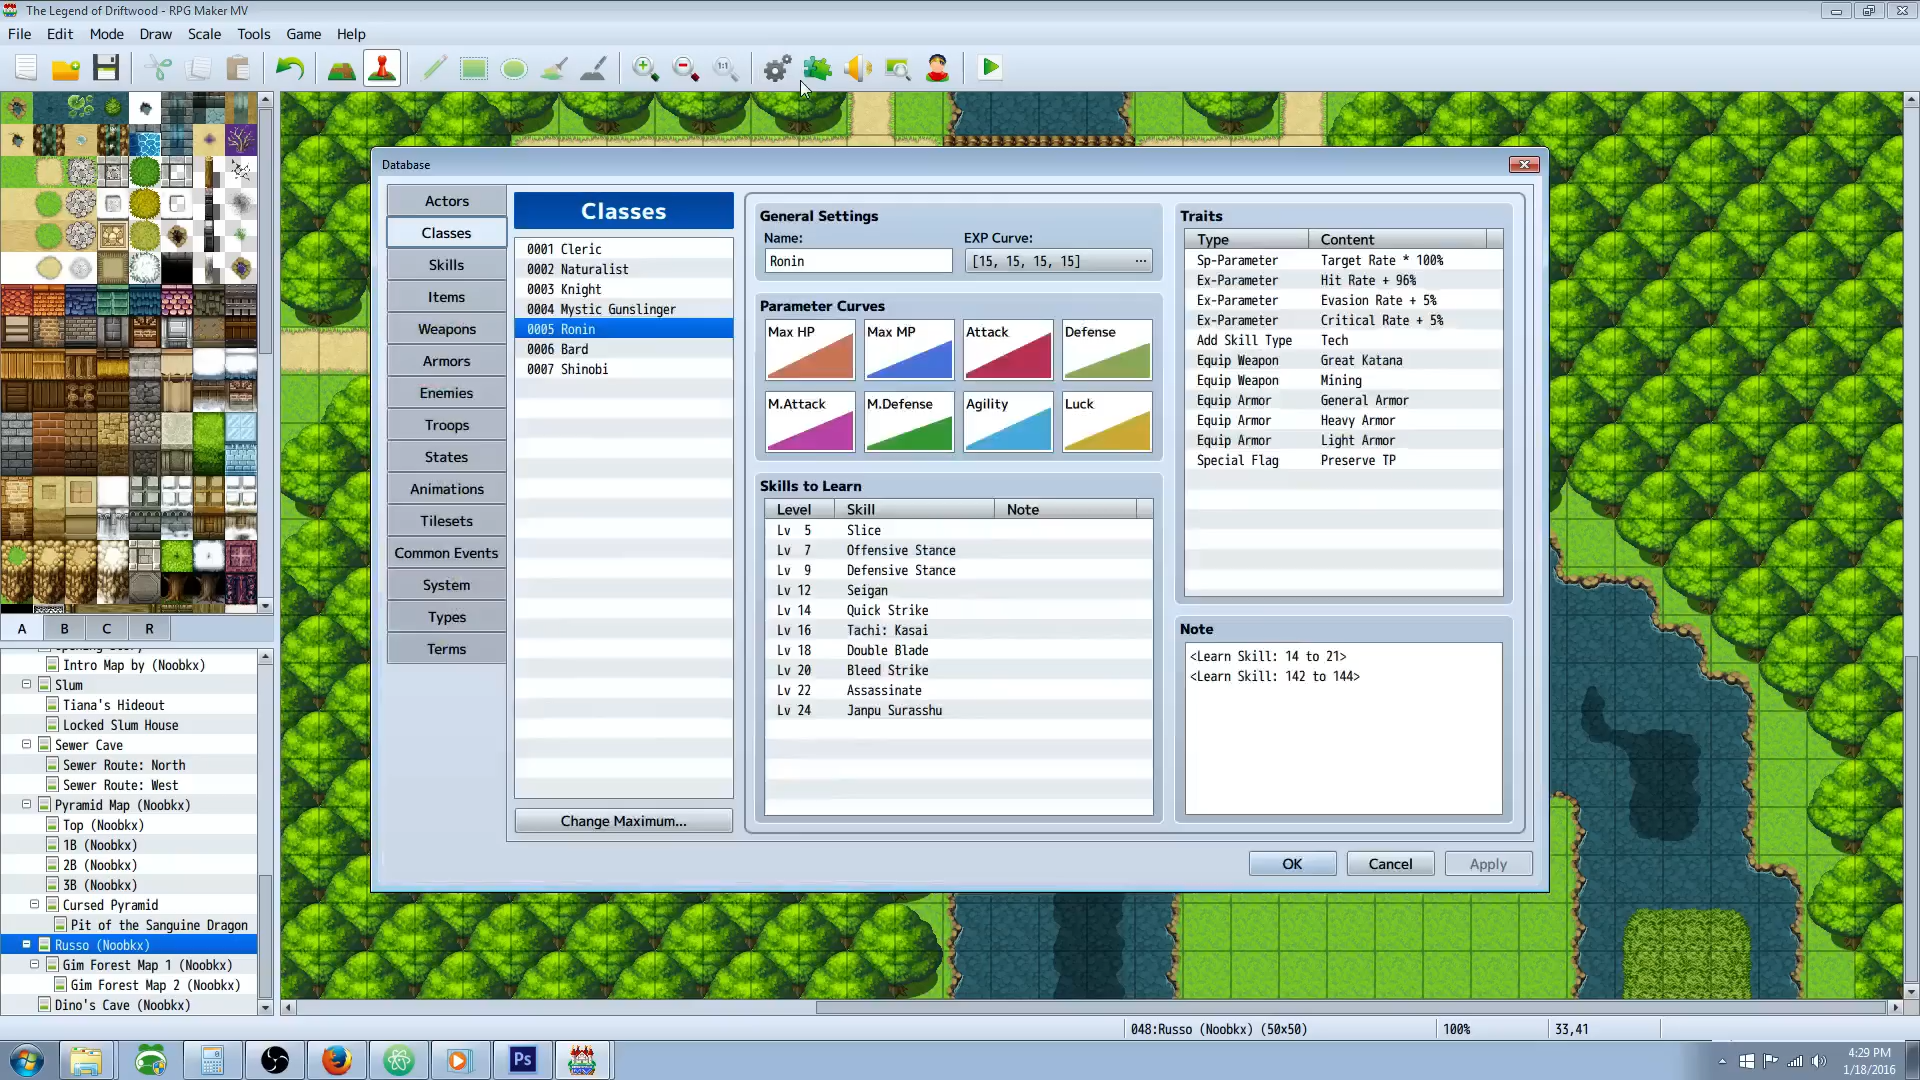 The Legend of Driftwood - RPG Maker MV
File Edit Mode Draw Scale Tools Game Help
1:1
Database
Actors
Classes
Skills
Items
Weapons
Armors
Enemies
Troops
States
Animations
Tilesets
Common Events
System
Types
Terms
Classes
0001 Cleric
0002 Naturalist
0003 Knight
0004 Mystic Gunslinger
0005 Ronin
0006 Bard
0007 Shinobi
Change Maximum...
General Settings
Name: EXP Curve:
Ronin [15, 15, 15, 15] ...
Parameter Curves
Max HP Max MP Attack Defense
M.Attack M.Defense Agility Luck
Skills to Learn
Level Skill Note
Lv 5 Slice
Lv 7 Offensive Stance
Lv 9 Defensive Stance
Lv 12 Seigan
Lv 14 Quick Strike
Lv 16 Tachi: Kasai
Lv 18 Double Blade
Lv 20 Bleed Strike
Lv 22 Assassinate
Lv 24 Janpu Surasshu
Traits
Type Content
Sp-Parameter Target Rate * 100%
Ex-Parameter Hit Rate + 96%
Ex-Parameter Evasion Rate + 5%
Ex-Parameter Critical Rate + 5%
Add Skill Type Tech
Equip Weapon Great Katana
Equip Weapon Mining
Equip Armor General Armor
Equip Armor Heavy Armor
Equip Armor Light Armor
Special Flag Preserve TP
Note
<Learn Skill: 14 to 21>
<Learn Skill: 142 to 144>
OK Cancel Apply
A B C R
Intro Map by (Noobkx)
Slum
Tiana's Hideout
Locked Slum House
Sewer Cave
Sewer Route: North
Sewer Route: West
Pyramid Map (Noobkx)
Top (Noobkx)
1B (Noobkx)
2B (Noobkx)
3B (Noobkx)
Cursed Pyramid
Pit of the Sanguine Dragon
Russo (Noobkx)
Gim Forest Map 1 (Noobkx)
Gim Forest Map 2 (Noobkx)
Dino's Cave (Noobkx)
048:Russo (Noobkx) (50x50) 100% 33,41
Ps
4:29 PM
1/18/2016